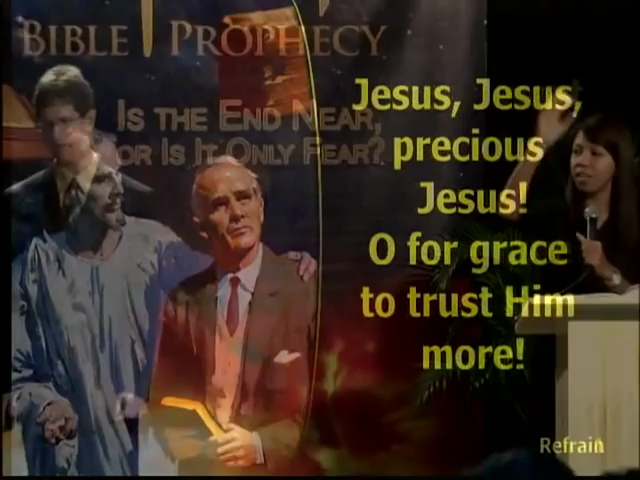 BIBLE PROPHECY
IS THE END NEAR,
OR IS IT ONLY FEAR?
Jesus, Jesus,
precious
Jesus!
O for grace
to trust Him
more!
Refrain